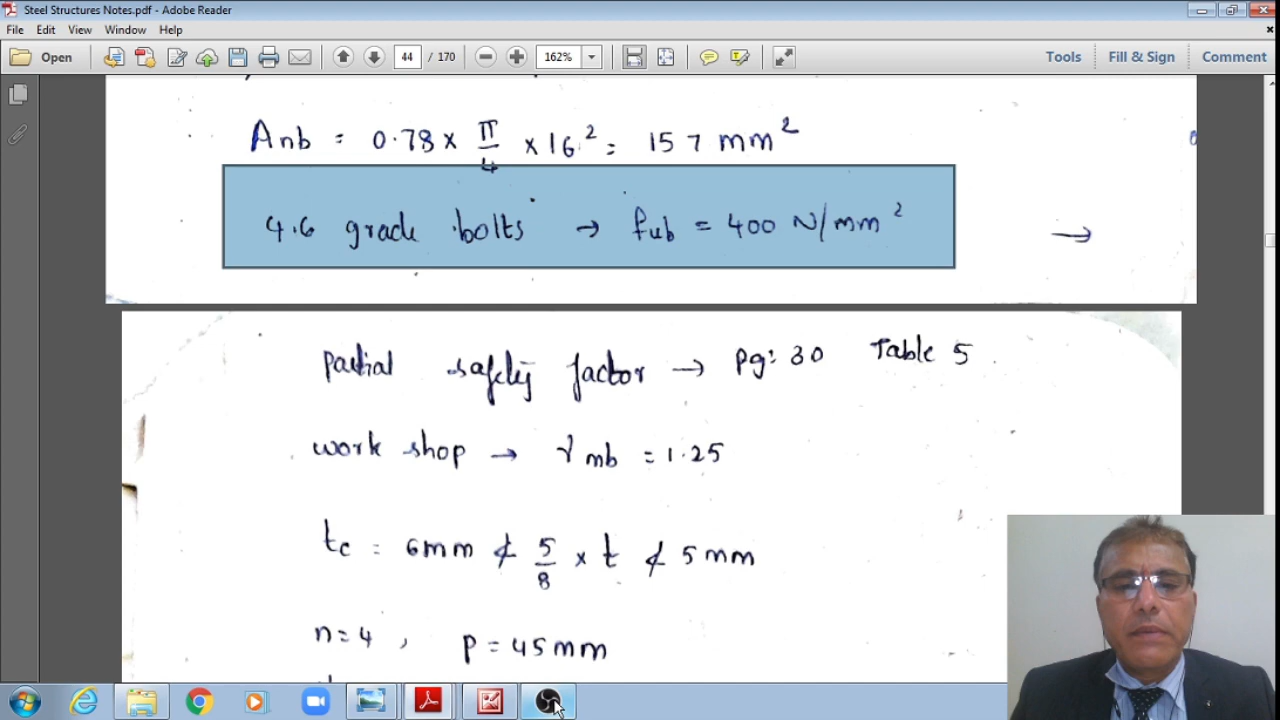 Steel Structures Notes.pdf - Adobe Reader
File Edit View Window Help
Open 44 / 170 162% Tools Fill & Sign Comment
Anb = 0.78 × π/4 × 16² = 157 mm²
4.6 grade bolts → fub = 400 N/mm²
→
partial safety factor → pg: 30 Table 5
work shop → γmb = 1.25
tc = 6mm ≮ 5/8 × t ≮ 5mm
n=4, p = 45mm